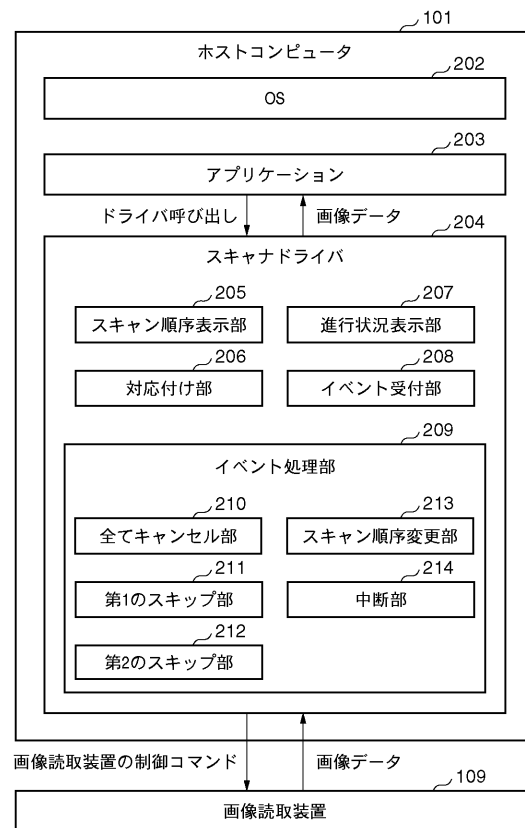 101
ホストコンピュータ
202
OS
203
アプリケーション
ドライバ呼び出し 画像データ
204
スキャナドライバ
205 207
スキャン順序表示部 進行状況表示部
206 208
対応付け部 イベント受付部
209
イベント処理部
210 213
全てキャンセル部 スキャン順序変更部
211 214
第1のスキップ部 中断部
212
第2のスキップ部
画像読取装置の制御コマンド 画像データ
109
画像読取装置